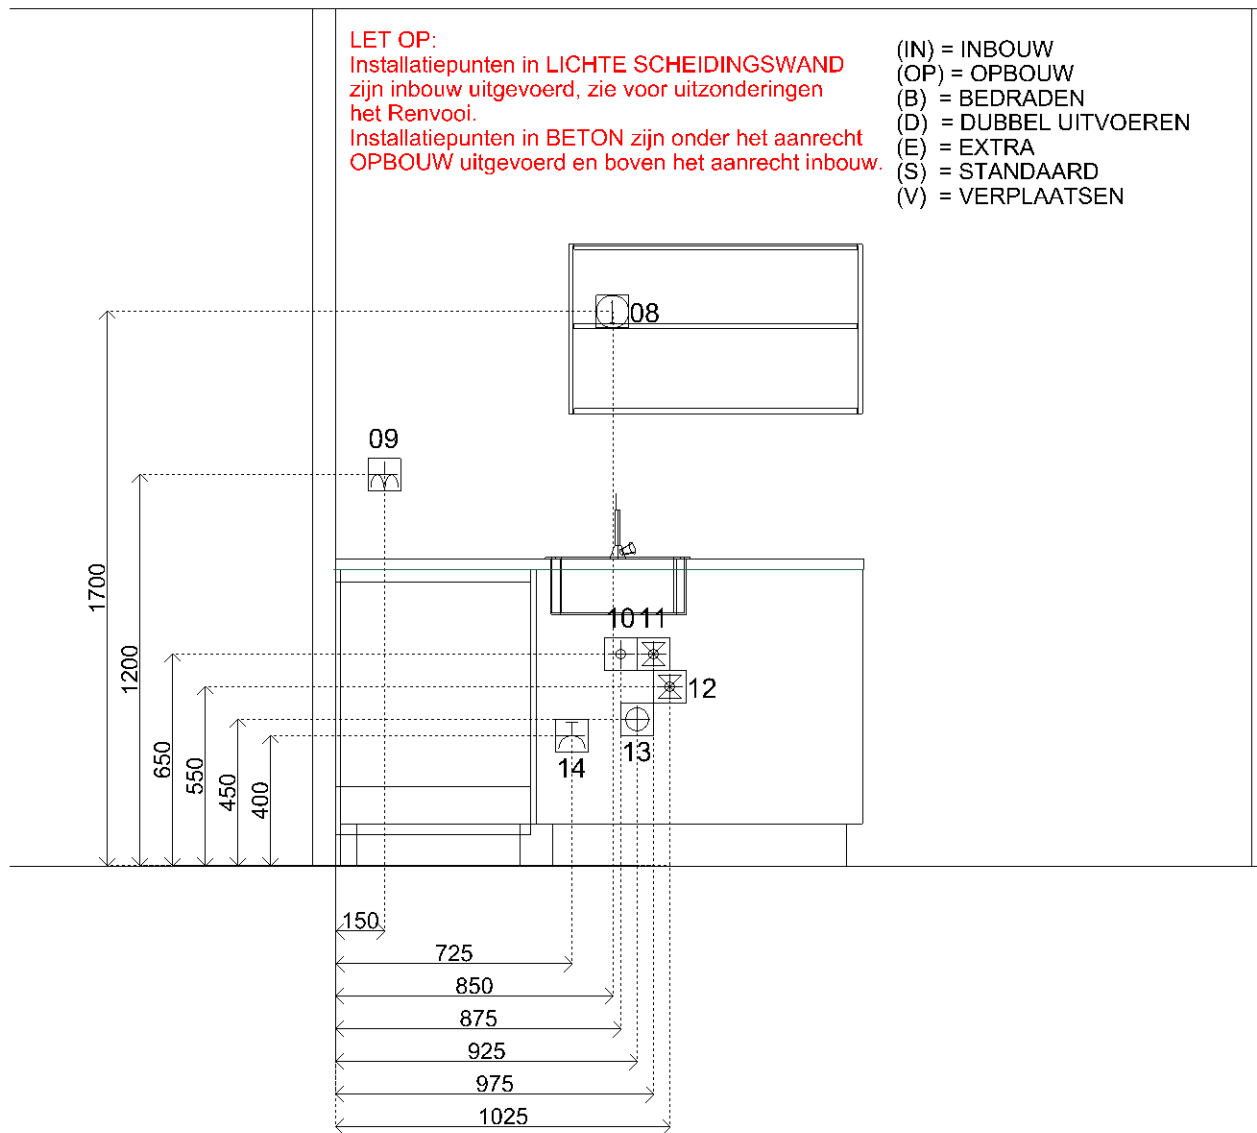 LET OP:
Installatiepunten in LICHTE SCHEIDINGSWAND
zijn inbouw uitgevoerd, zie voor uitzonderingen
het Renvooi.
Installatiepunten in BETON zijn onder het aanrecht
OPBOUW uitgevoerd en boven het aanrecht inbouw.
(IN) = INBOUW
(OP) = OPBOUW
(B) = BEDRADEN
(D) = DUBBEL UITVOEREN
(E) = EXTRA
(S) = STANDAARD
(V) = VERPLAATSEN
08
09
10 11
12
13
14
1700
1200
650
550
450
400
150
725
850
875
925
975
1025